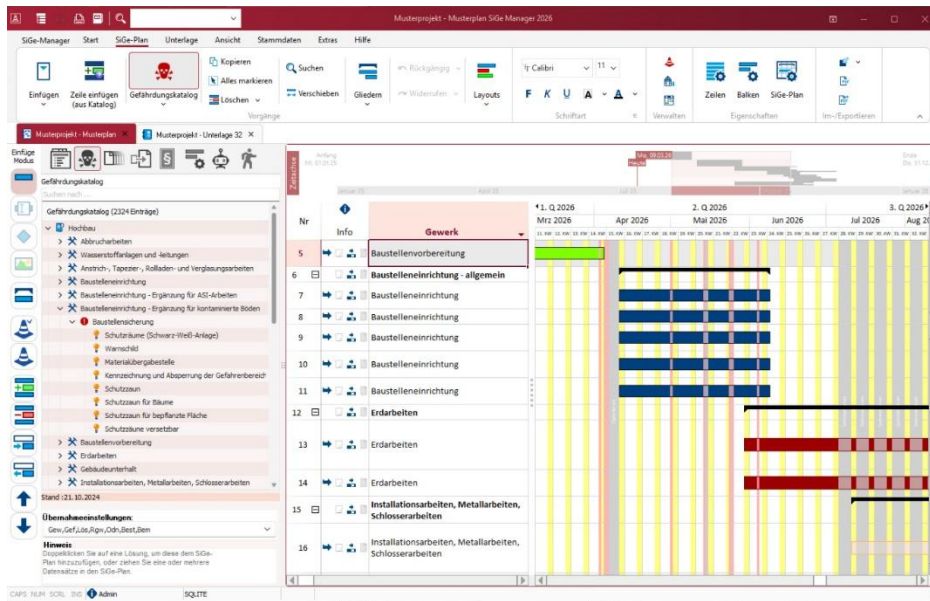 Musterprojekt - Musterplan SiGe Manager 2026
SiGe-Manager Start SiGe-Plan Unterlage Ansicht Stammdaten Extras Hilfe
Einfügen
Zeile einfügen
(aus Katalog)
Gefährdungskatalog
Kopieren
Alles markieren
Löschen
Suchen
Verschieben
Gliedern
Rückgängig
Widerrufen
Layouts
Calibri 11
F K U A A
Verwalten
Zeilen Balken SiGe-Plan
Vorgänge Schriftart Eigenschaften Im-/Exportieren
Musterprojekt - Musterplan
Musterprojekt - Unterlage 32
Einfüge
Modus
Gefährdungskatalog
Suchen nach ...
Gefährdungskatalog (2324 Einträge)
Hochbau
Abbrucharbeiten
Wasserstoffanlagen und -leitungen
Anstrich-, Tapezier-, Rolladen- und Verglasungsarbeiten
Baustelleneinrichtung
Baustelleneinrichtung - Ergänzung für ASI-Arbeiten
Baustelleneinrichtung - Ergänzung für kontaminierte Böden
Baustellensicherung
Schutzräume (Schwarz-Weiß-Anlage)
Warnschild
Materialübergabestelle
Kennzeichnung und Absperrung der Gefahrenbereich
Schutzzaun
Schutzzaun für Bäume
Schutzzaun für bepflanzte Fläche
Schutzzäune versetzbar
Baustellenvorbereitung
Erdarbeiten
Gebäudeunterhalt
Installationsarbeiten, Metallarbeiten, Schlosserarbeiten
Stand :21.10.2024
Übernahmeeinstellungen:
Gew,Gef,Lös,Rgw,Odn,Best,Bem
Hinweis
Doppelklicken Sie auf eine Lösung, um diese dem SiGe-
Plan hinzuzufügen, oder ziehen Sie eine oder mehrere
Datensätze in den SiGe-Plan.
Zeitachse
Anfang
Mo, 09.03.26
Heute
Ende
Nr Info Gewerk
1. Q 2026 2. Q 2026 3. Q 2026
Mrz 2026 Apr 2026 Mai 2026 Jun 2026 Jul 2026 Aug 20
5 Baustellenvorbereitung
6 Baustelleneinrichtung - allgemein
7 Baustelleneinrichtung
8 Baustelleneinrichtung
9 Baustelleneinrichtung
10 Baustelleneinrichtung
11 Baustelleneinrichtung
12 Erdarbeiten
13 Erdarbeiten
14 Erdarbeiten
15 Installationsarbeiten, Metallarbeiten,
Schlosserarbeiten
16 Installationsarbeiten, Metallarbeiten,
Schlosserarbeiten
CAPS NUM SCRL INS Admin SQLITE